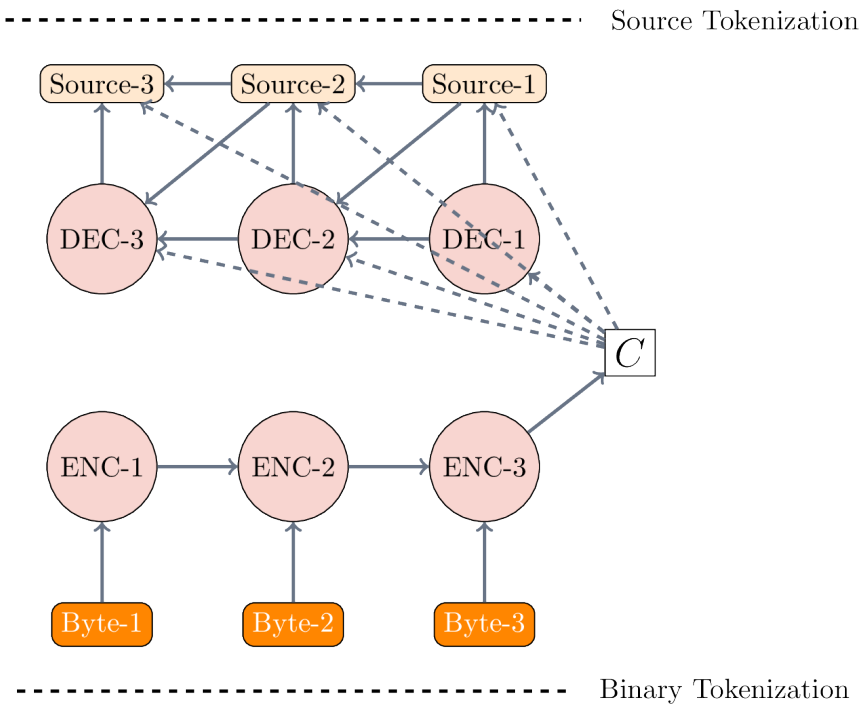 Source Tokenization
Source-3 Source-2 Source-1
DEC-3 DEC-2 DEC-1
C
ENC-1 ENC-2 ENC-3
Byte-1 Byte-2 Byte-3
Binary Tokenization